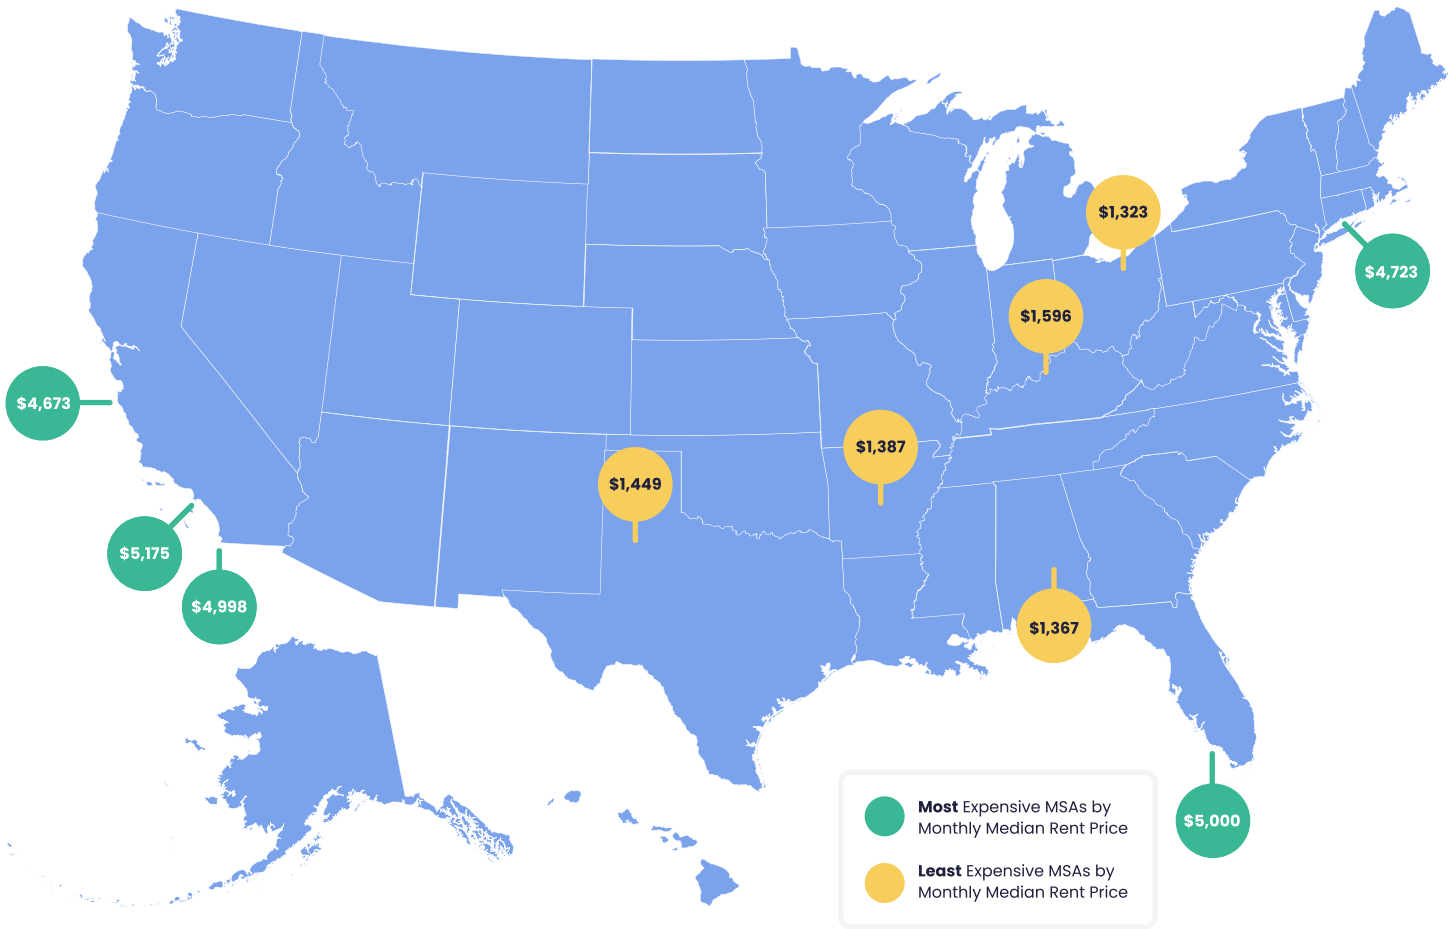 $1,323
$4,723
$1,596
$4,673
$1,387
$1,449
$5,175
$4,998
$1,367
$5,000
Most Expensive MSAs by
Monthly Median Rent Price
Least Expensive MSAs by
Monthly Median Rent Price